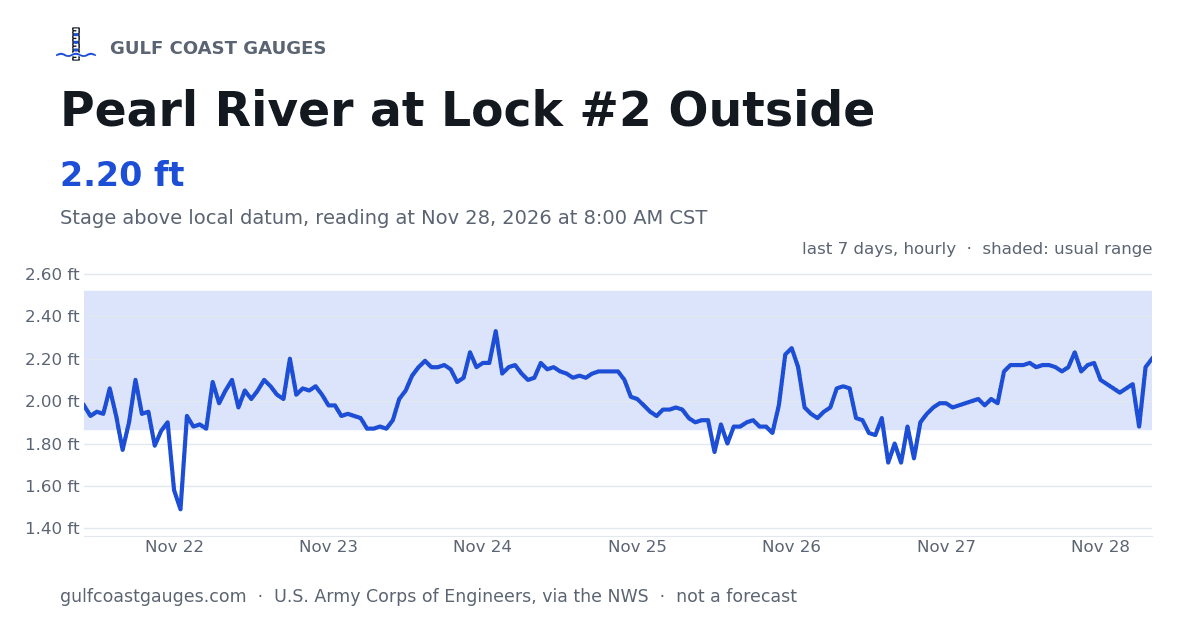 GULF COAST GAUGES
Pearl River at Lock #2 Outside
2.20 ft
Stage above local datum, reading at Nov 28, 2026 at 8:00 AM CST
last 7 days, hourly · shaded: usual range
2.60 ft
2.40 ft
2.20 ft
2.00 ft
1.80 ft
1.60 ft
1.40 ft
Nov 22 Nov 23 Nov 24 Nov 25 Nov 26 Nov 27 Nov 28
gulfcoastgauges.com · U.S. Army Corps of Engineers, via the NWS · not a forecast